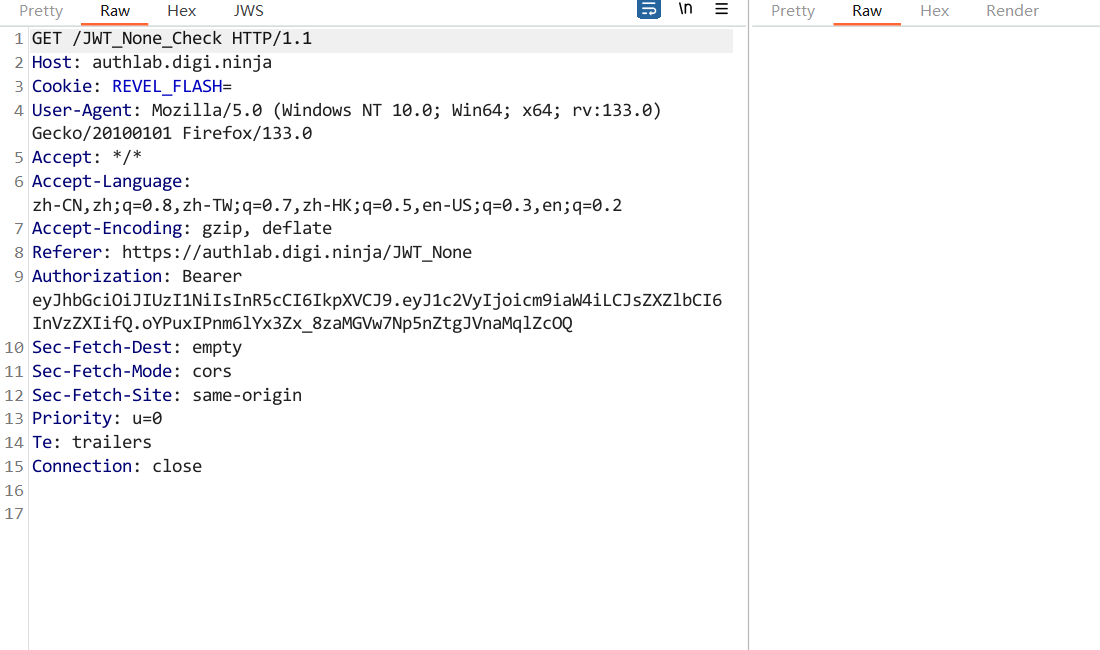 Pretty Raw Hex JWS \n ☰
Pretty Raw Hex Render
1 GET /JWT_None_Check HTTP/1.1
2 Host: authlab.digi.ninja
3 Cookie: REVEL_FLASH=
4 User-Agent: Mozilla/5.0 (Windows NT 10.0; Win64; x64; rv:133.0)
Gecko/20100101 Firefox/133.0
5 Accept: */*
6 Accept-Language:
zh-CN,zh;q=0.8,zh-TW;q=0.7,zh-HK;q=0.5,en-US;q=0.3,en;q=0.2
7 Accept-Encoding: gzip, deflate
8 Referer: https://authlab.digi.ninja/JWT_None
9 Authorization: Bearer
eyJhbGciOiJIUzI1NiIsInR5cCI6IkpXVCJ9.eyJ1c2VyIjoicm9iaW4iLCJsZXZlbCI6
InVzZXIifQ.oYPuxIPnm6lYx3Zx_8zaMGVw7Np5nZtgJVnaMqlZcOQ
10 Sec-Fetch-Dest: empty
11 Sec-Fetch-Mode: cors
12 Sec-Fetch-Site: same-origin
13 Priority: u=0
14 Te: trailers
15 Connection: close
16
17